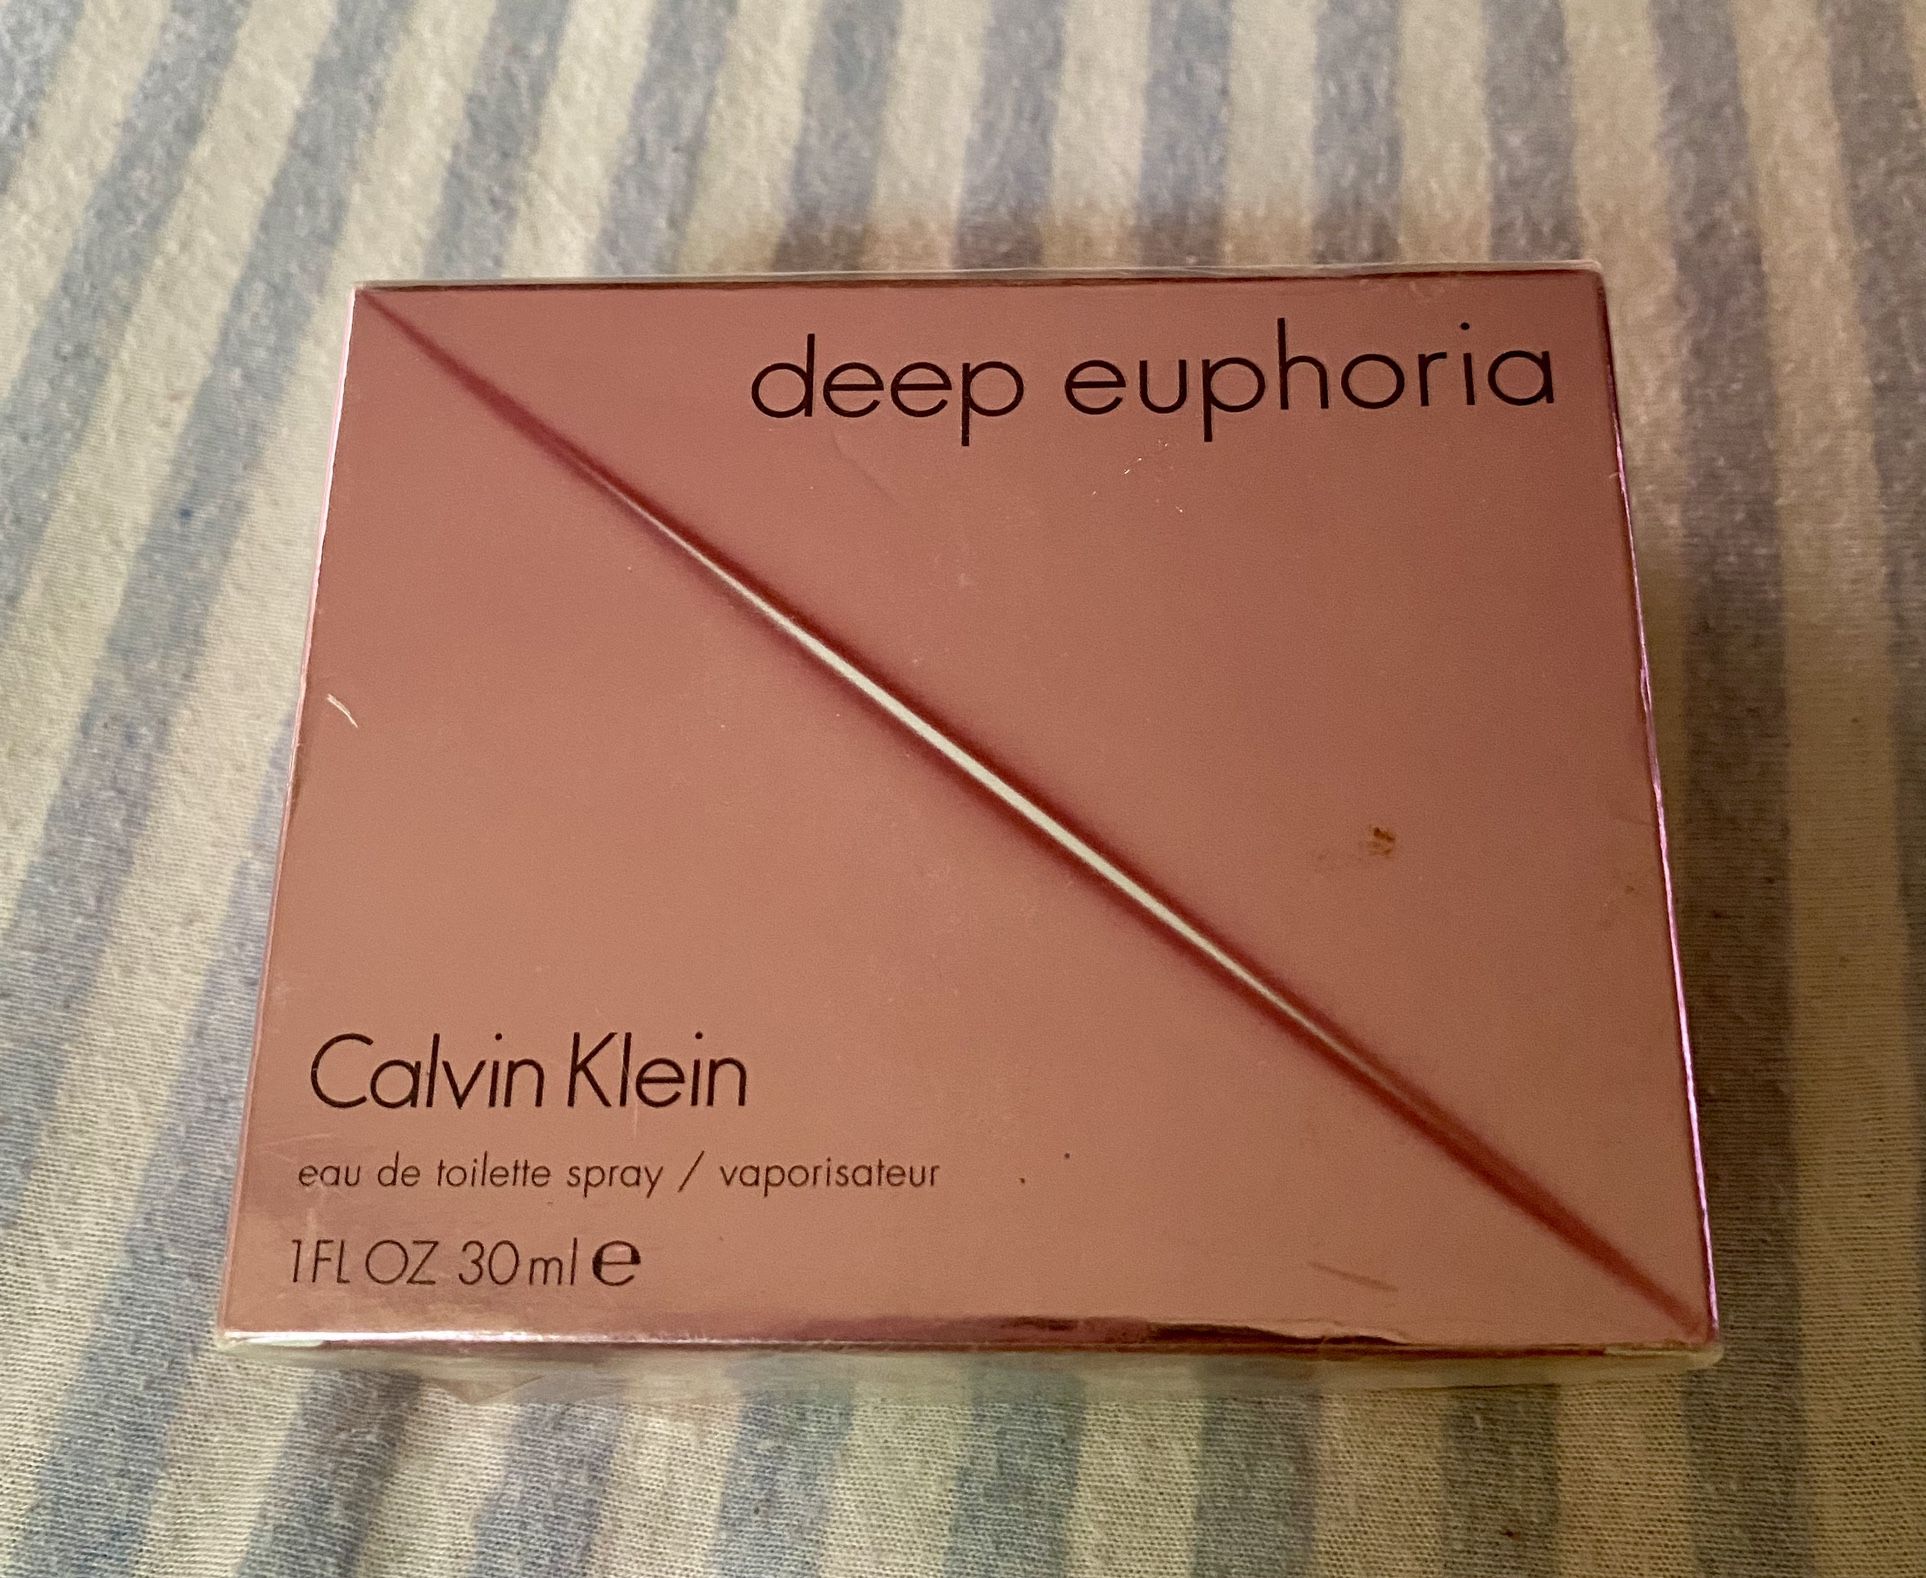 deep euphoria
Calvin Klein
eau de toilette spray / vaporisateur
1 FL OZ 30 ml ℮